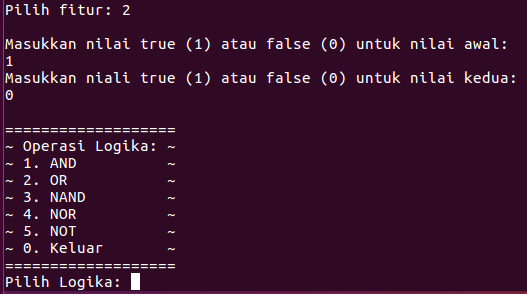 Pilih fitur: 2
Masukkan nilai true (1) atau false (0) untuk nilai awal:
1
Masukkan niali true (1) atau false (0) untuk nilai kedua:
0
===================
~ Operasi Logika: ~
~ 1. AND          ~
~ 2. OR           ~
~ 3. NAND         ~
~ 4. NOR          ~
~ 5. NOT          ~
~ 0. Keluar       ~
===================
Pilih Logika: